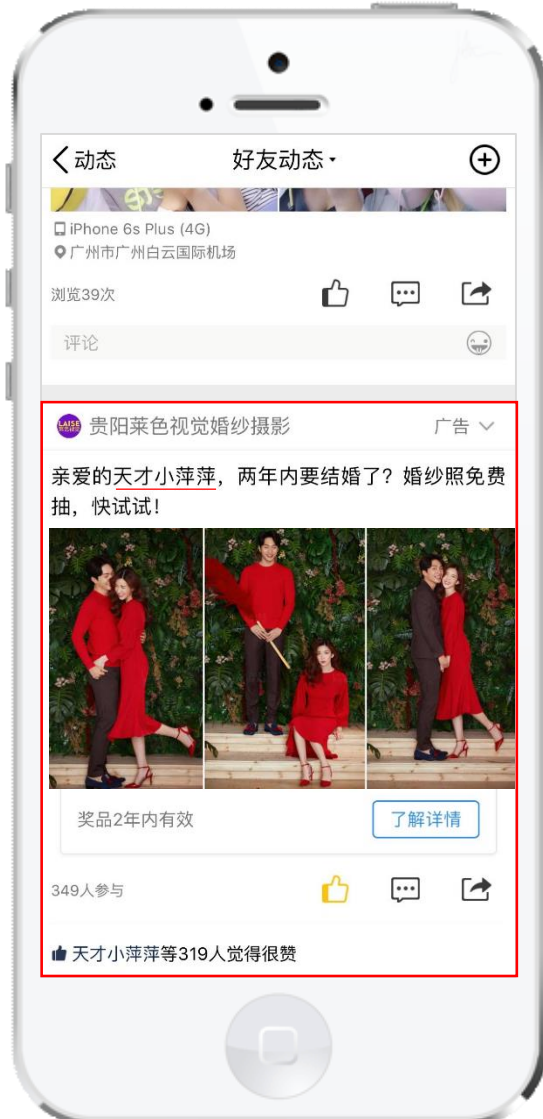 动态
好友动态
iPhone 6s Plus (4G)
广州市广州白云国际机场
浏览39次
评论
LAISE
贵阳莱色视觉婚纱摄影
广告
亲爱的天才小萍萍，两年内要结婚了？婚纱照免费
抽，快试试！
奖品2年内有效
了解详情
349人参与
天才小萍萍等319人觉得很赞